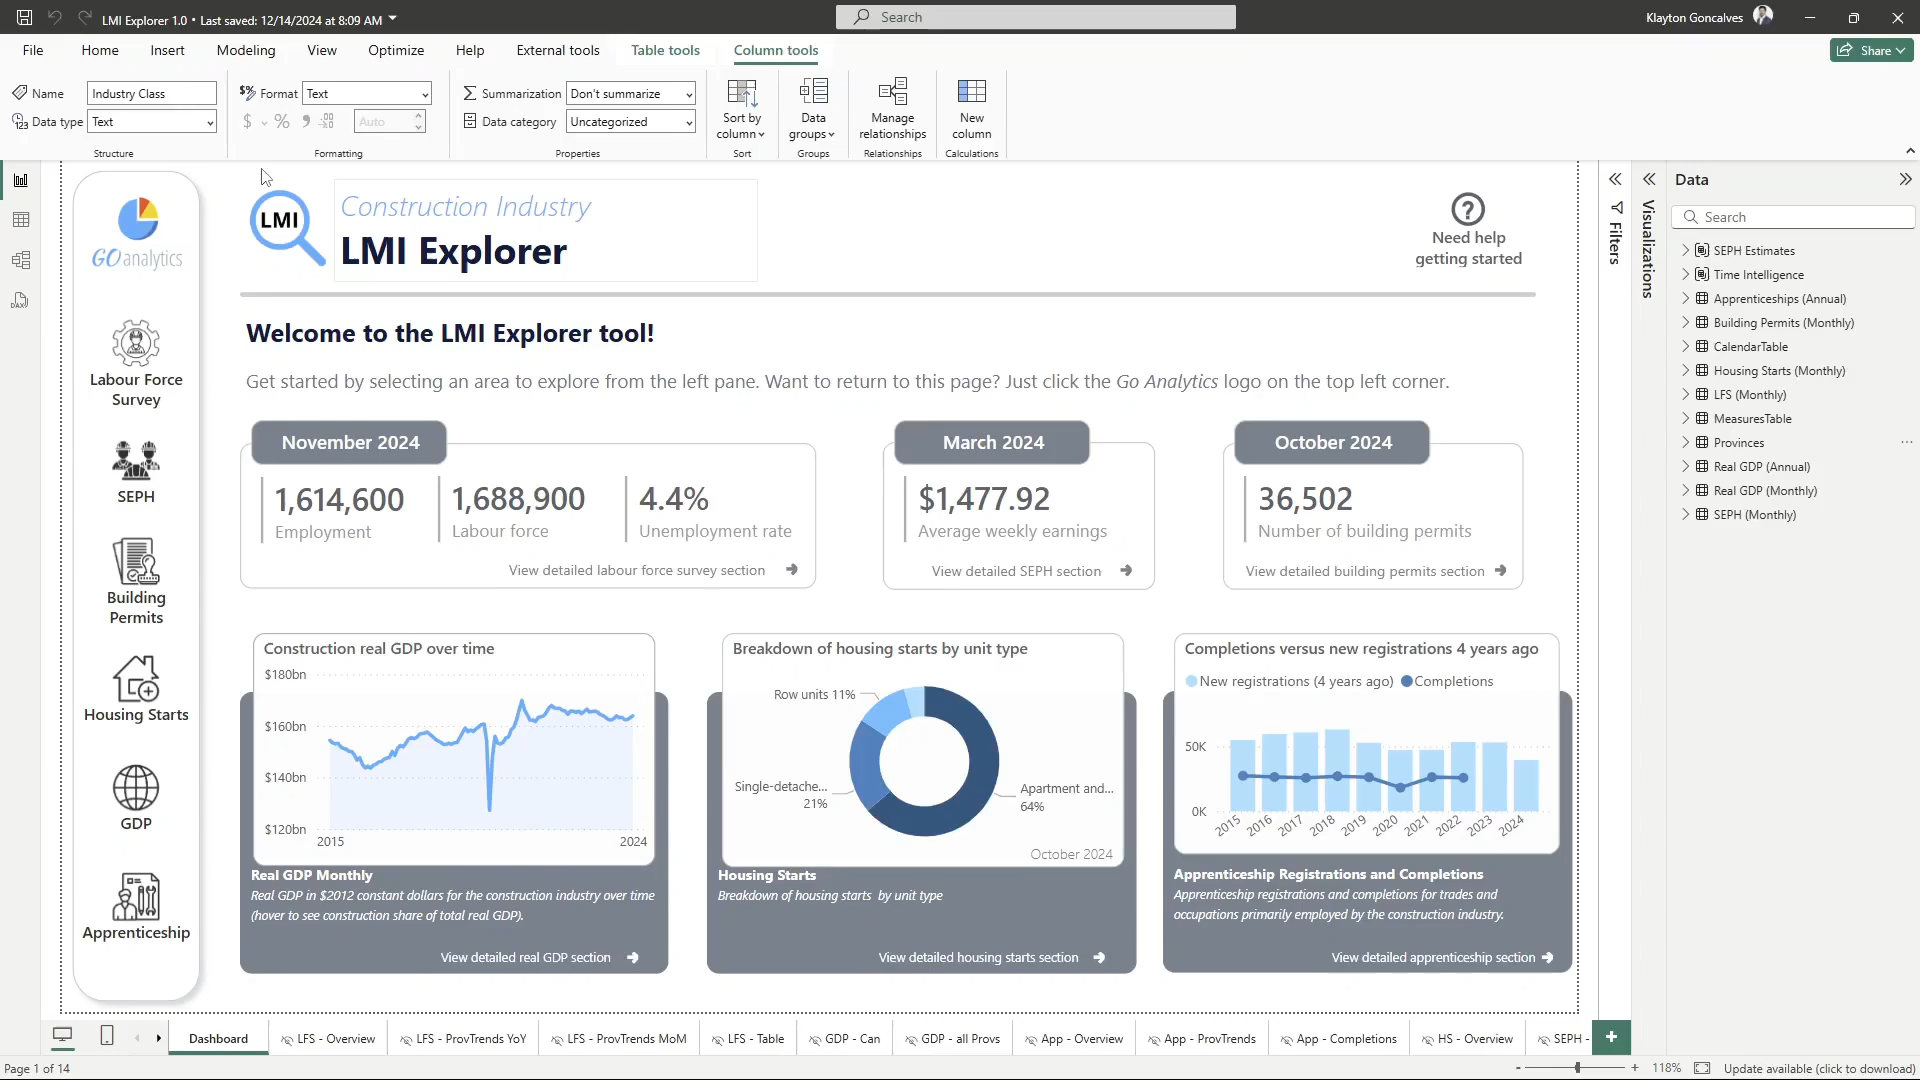 LMI Explorer 1.0 • Last saved: 12/14/2024 at 8:09 AM
Search
Klayton Goncalves
File Home Insert Modeling View Optimize Help External tools Table tools Column tools
Share
Name Industry Class
Data type Text
Structure
$% Format Text
$ % 9 .00 Auto
Formatting
Σ Summarization Don't summarize
Data category Uncategorized
Properties
Sort by
column
Sort
Data
groups
Groups
Manage
relationships
Relationships
New
column
Calculations
GO analytics
Labour Force
Survey
SEPH
Building
Permits
Housing Starts
GDP
Apprenticeship
LMI
Construction Industry
LMI Explorer
?
Need help
getting started
Welcome to the LMI Explorer tool!
Get started by selecting an area to explore from the left pane. Want to return to this page? Just click the Go Analytics logo on the top left corner.
November 2024
1,614,600
Employment
1,688,900
Labour force
4.4%
Unemployment rate
View detailed labour force survey section
March 2024
$1,477.92
Average weekly earnings
View detailed SEPH section
October 2024
36,502
Number of building permits
View detailed building permits section
Construction real GDP over time
$180bn
$160bn
$140bn
$120bn
2015 2024
Real GDP Monthly
Real GDP in $2012 constant dollars for the construction industry over time
(hover to see construction share of total real GDP).
View detailed real GDP section
Breakdown of housing starts by unit type
Row units 11%
Single-detache...
21%
Apartment and...
64%
October 2024
Housing Starts
Breakdown of housing starts by unit type
View detailed housing starts section
Completions versus new registrations 4 years ago
New registrations (4 years ago) Completions
50K
0K
2015 2016 2017 2018 2019 2020 2021 2022 2023 2024
Apprenticeship Registrations and Completions
Apprenticeship registrations and completions for trades and
occupations primarily employed by the construction industry.
View detailed apprenticeship section
Filters
Visualizations
Data
Search
SEPH Estimates
Time Intelligence
Apprenticeships (Annual)
Building Permits (Monthly)
CalendarTable
Housing Starts (Monthly)
LFS (Monthly)
MeasuresTable
Provinces
Real GDP (Annual)
Real GDP (Monthly)
SEPH (Monthly)
Dashboard LFS - Overview LFS - ProvTrends YoY LFS - ProvTrends MoM LFS - Table GDP - Can GDP - all Provs App - Overview App - ProvTrends App - Completions HS - Overview SEPH -
Page 1 of 14
- + 118% Update available (click to download)